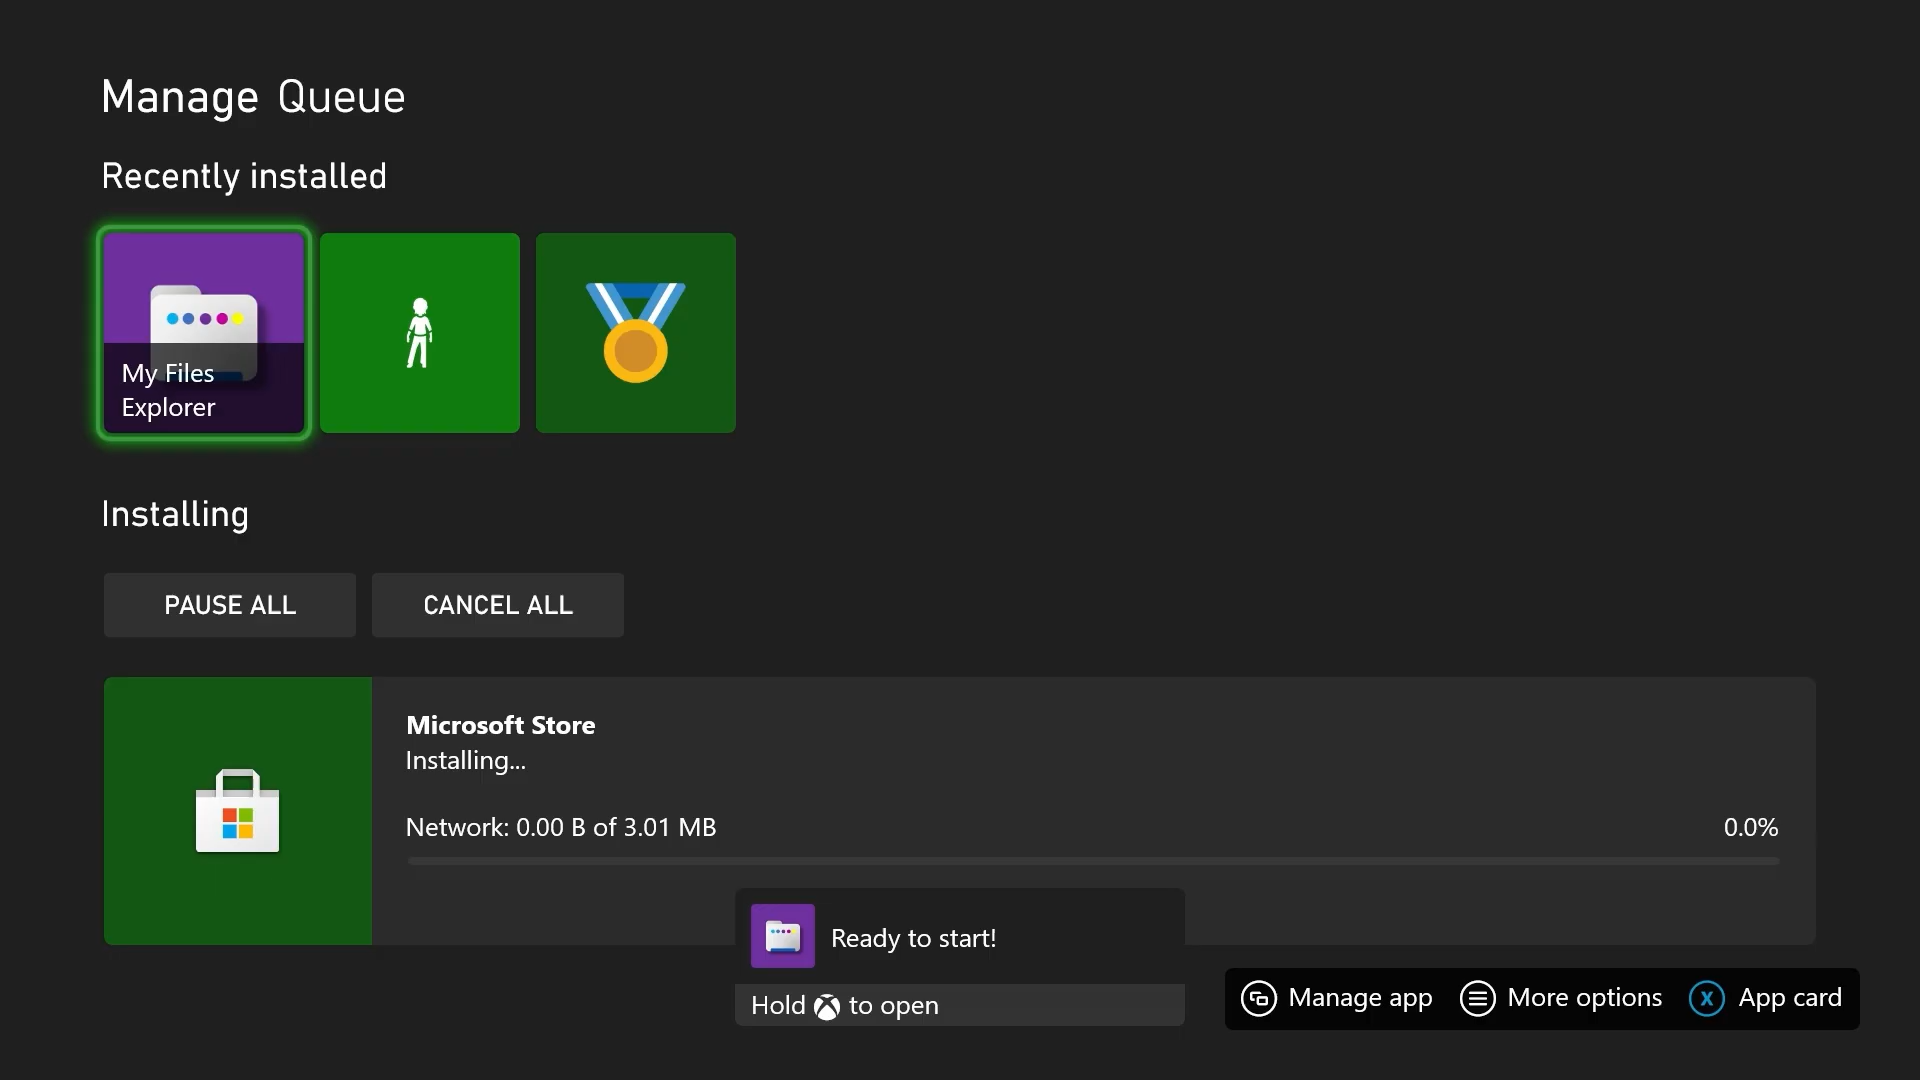 Manage Queue
Recently installed
My Files
Explorer
Installing
PAUSE ALL
CANCEL ALL
Microsoft Store
Installing...
Network: 0.00 B of 3.01 MB
0.0%
Ready to start!
Hold to open
Manage app
More options
X App card